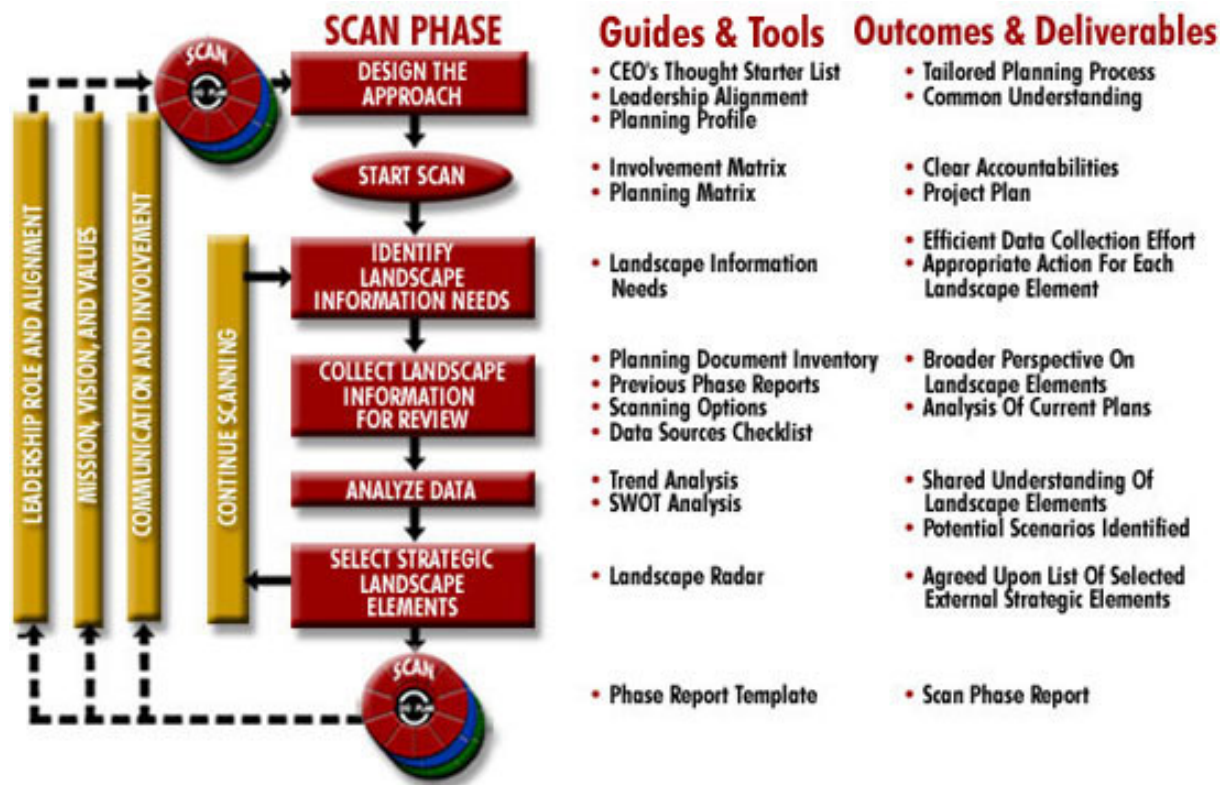 SCAN PHASE
Guides & Tools
Outcomes & Deliverables
SCAN
DESIGN THE
APPROACH
• CEO's Thought Starter List
• Leadership Alignment
• Planning Profile
• Tailored Planning Process
• Common Understanding
START SCAN
• Involvement Matrix
• Planning Matrix
• Clear Accountabilities
• Project Plan
IDENTIFY
LANDSCAPE
INFORMATION NEEDS
• Landscape Information
Needs
• Efficient Data Collection Effort
• Appropriate Action For Each
Landscape Element
COLLECT LANDSCAPE
INFORMATION
FOR REVIEW
• Planning Document Inventory
• Previous Phase Reports
• Scanning Options
• Data Sources Checklist
• Broader Perspective On
Landscape Elements
• Analysis Of Current Plans
ANALYZE DATA
• Trend Analysis
• SWOT Analysis
• Shared Understanding Of
Landscape Elements
• Potential Scenarios Identified
SELECT STRATEGIC
LANDSCAPE
ELEMENTS
• Landscape Radar
• Agreed Upon List Of Selected
External Strategic Elements
SCAN
• Phase Report Template
• Scan Phase Report
LEADERSHIP ROLE AND ALIGNMENT
MISSION, VISION, AND VALUES
COMMUNICATION AND INVOLVEMENT
CONTINUE SCANNING